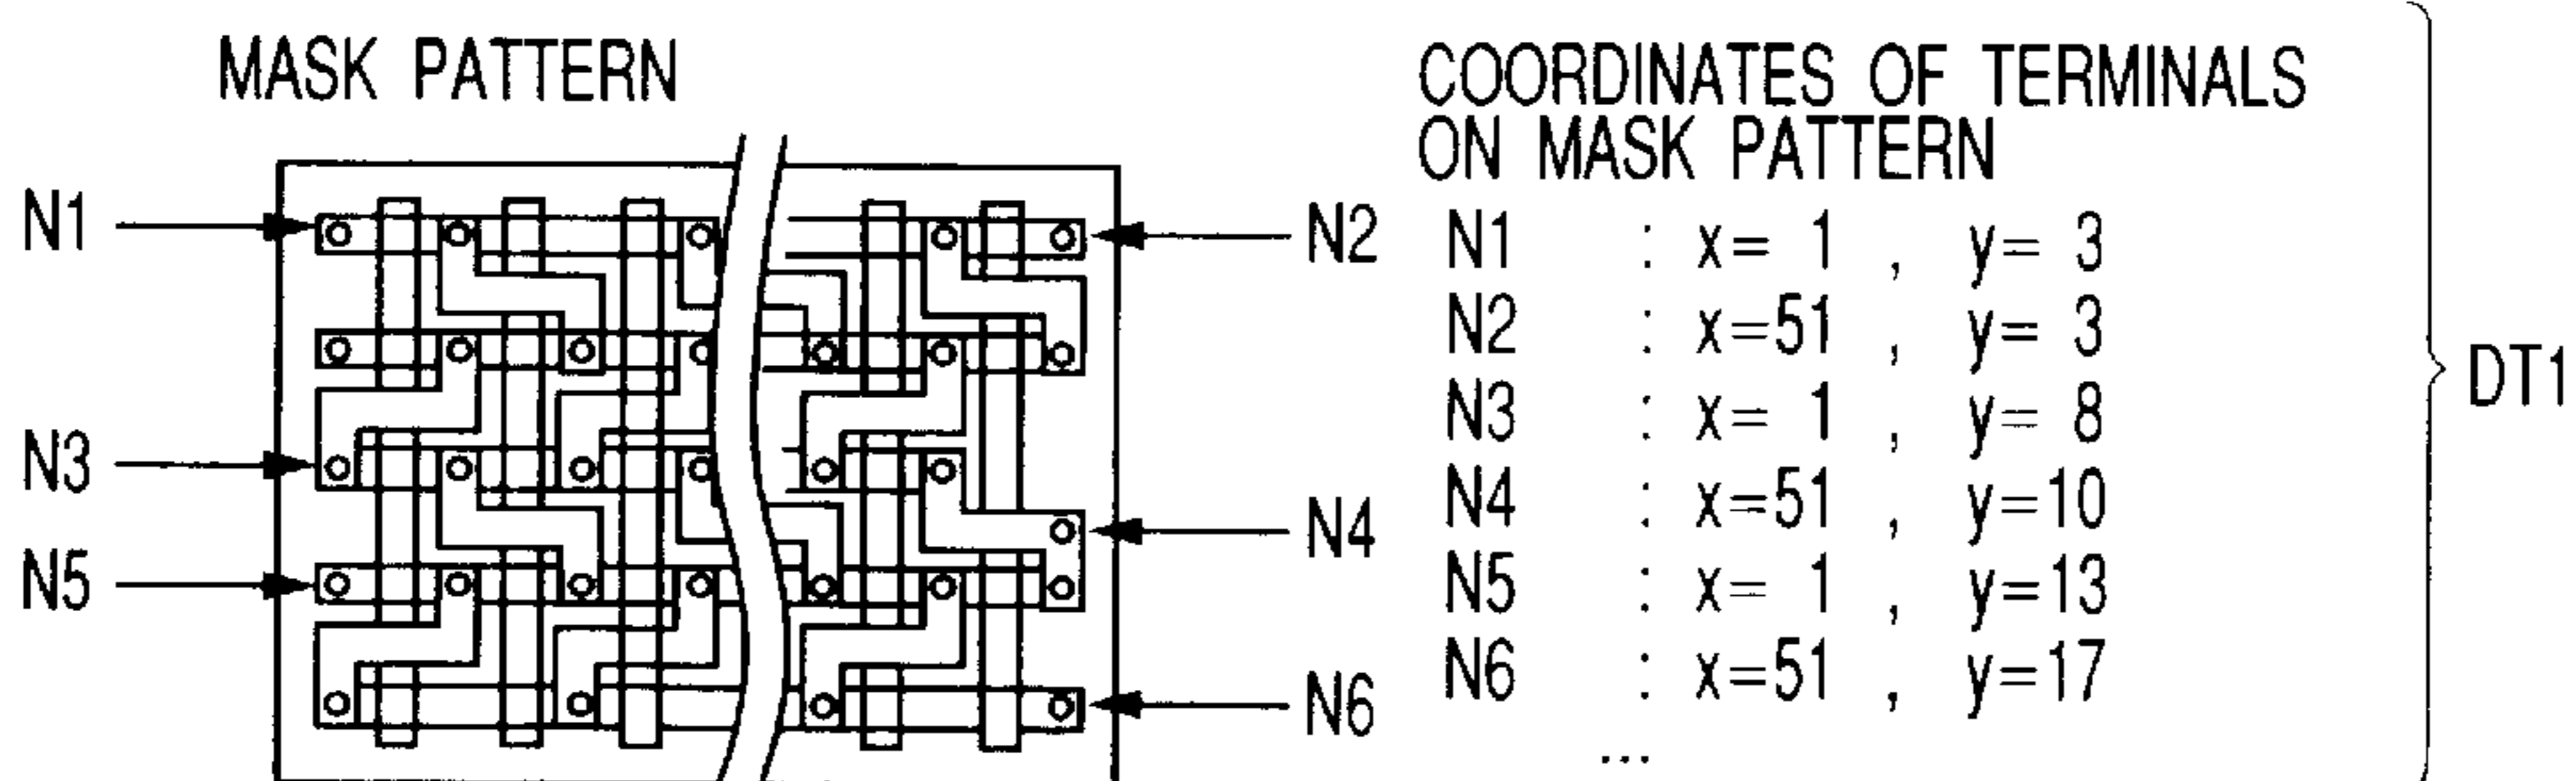 MASK PATTERN
N1
N3
N5
N2
N4
N6
COORDINATES OF TERMINALS
ON MASK PATTERN
N1 : x= 1 , y= 3
N2 : x=51 , y= 3
N3 : x= 1 , y= 8
N4 : x=51 , y=10
N5 : x= 1 , y=13
N6 : x=51 , y=17
...
DT1